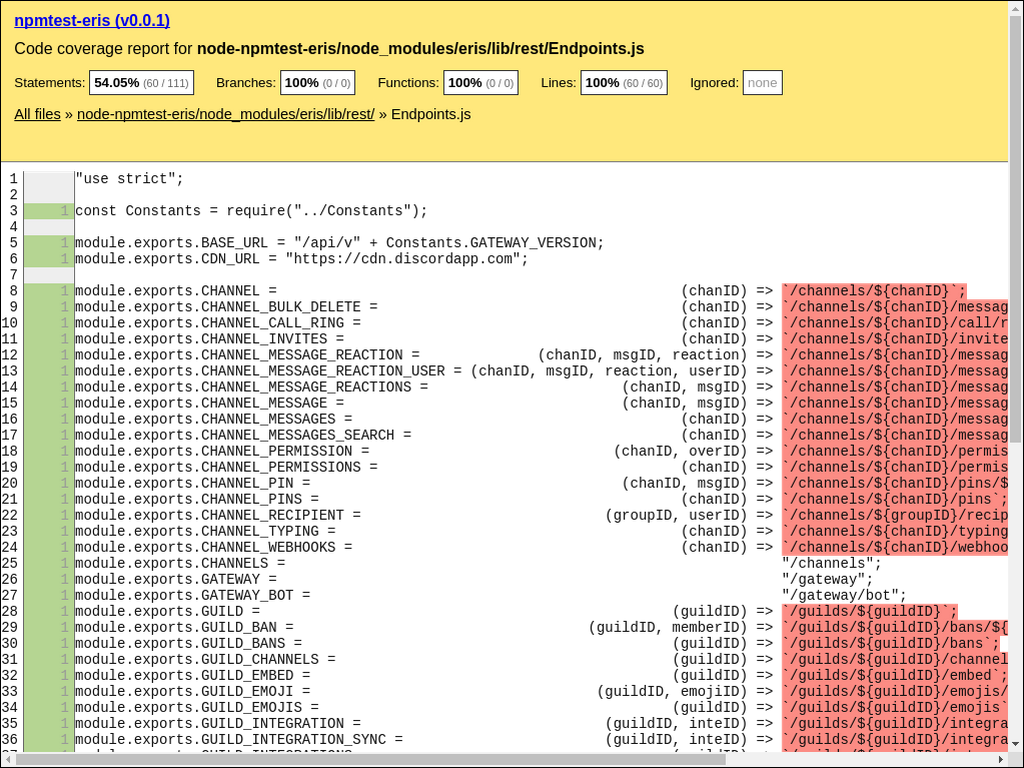 npmtest-eris (v0.0.1)
Code coverage report for node-npmtest-eris/node_modules/eris/lib/rest/Endpoints.js
Statements: 54.05% (60 / 111) Branches: 100% (0 / 0) Functions: 100% (0 / 0) Lines: 100% (60 / 60) Ignored: none
All files » node-npmtest-eris/node_modules/eris/lib/rest/ » Endpoints.js
1 "use strict";
2
3 1 const Constants = require("../Constants");
4
5 1 module.exports.BASE_URL = "/api/v" + Constants.GATEWAY_VERSION;
6 1 module.exports.CDN_URL = "https://cdn.discordapp.com";
7
8 1 module.exports.CHANNEL = (chanID) => `/channels/${chanID}`;
9 1 module.exports.CHANNEL_BULK_DELETE = (chanID) => `/channels/${chanID}/messag
10 1 module.exports.CHANNEL_CALL_RING = (chanID) => `/channels/${chanID}/call/r
11 1 module.exports.CHANNEL_INVITES = (chanID) => `/channels/${chanID}/invite
12 1 module.exports.CHANNEL_MESSAGE_REACTION = (chanID, msgID, reaction) => `/channels/${chanID}/messag
13 1 module.exports.CHANNEL_MESSAGE_REACTION_USER = (chanID, msgID, reaction, userID) => `/channels/${chanID}/messag
14 1 module.exports.CHANNEL_MESSAGE_REACTIONS = (chanID, msgID) => `/channels/${chanID}/messag
15 1 module.exports.CHANNEL_MESSAGE = (chanID, msgID) => `/channels/${chanID}/messag
16 1 module.exports.CHANNEL_MESSAGES = (chanID) => `/channels/${chanID}/messag
17 1 module.exports.CHANNEL_MESSAGES_SEARCH = (chanID) => `/channels/${chanID}/messag
18 1 module.exports.CHANNEL_PERMISSION = (chanID, overID) => `/channels/${chanID}/permis
19 1 module.exports.CHANNEL_PERMISSIONS = (chanID) => `/channels/${chanID}/permis
20 1 module.exports.CHANNEL_PIN = (chanID, msgID) => `/channels/${chanID}/pins/$
21 1 module.exports.CHANNEL_PINS = (chanID) => `/channels/${chanID}/pins`;
22 1 module.exports.CHANNEL_RECIPIENT = (groupID, userID) => `/channels/${groupID}/recip
23 1 module.exports.CHANNEL_TYPING = (chanID) => `/channels/${chanID}/typing
24 1 module.exports.CHANNEL_WEBHOOKS = (chanID) => `/channels/${chanID}/webhoo
25 1 module.exports.CHANNELS = "/channels";
26 1 module.exports.GATEWAY = "/gateway";
27 1 module.exports.GATEWAY_BOT = "/gateway/bot";
28 1 module.exports.GUILD = (guildID) => `/guilds/${guildID}`;
29 1 module.exports.GUILD_BAN = (guildID, memberID) => `/guilds/${guildID}/bans/${
30 1 module.exports.GUILD_BANS = (guildID) => `/guilds/${guildID}/bans`;
31 1 module.exports.GUILD_CHANNELS = (guildID) => `/guilds/${guildID}/channel
32 1 module.exports.GUILD_EMBED = (guildID) => `/guilds/${guildID}/embed`;
33 1 module.exports.GUILD_EMOJI = (guildID, emojiID) => `/guilds/${guildID}/emojis/
34 1 module.exports.GUILD_EMOJIS = (guildID) => `/guilds/${guildID}/emojis`
35 1 module.exports.GUILD_INTEGRATION = (guildID, inteID) => `/guilds/${guildID}/integra
36 1 module.exports.GUILD_INTEGRATION_SYNC = (guildID, inteID) => `/guilds/${guildID}/integra